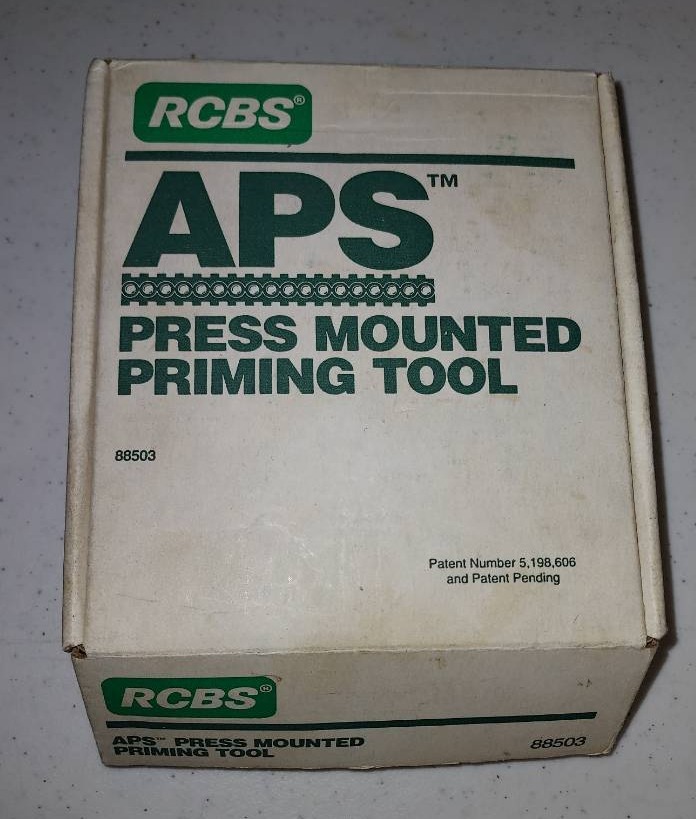 RCBS®
APS™
PRESS MOUNTED
PRIMING TOOL
88503
Patent Number 5,198,606
and Patent Pending
RCBS®
APS™ PRESS MOUNTED
PRIMING TOOL
88503